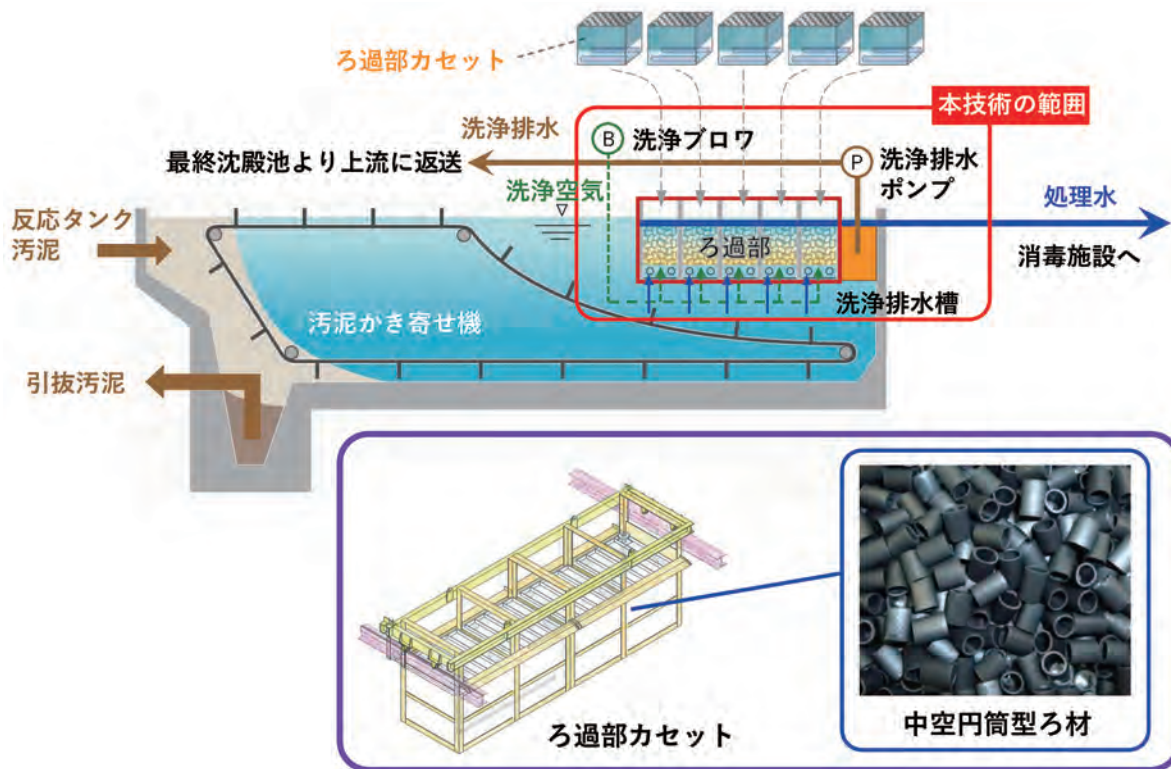 ろ過部カセット
本技術の範囲
洗浄排水
B
洗浄ブロワ
P
洗浄排水
ポンプ
最終沈殿池より上流に返送
洗浄空気
処理水
反応タンク
汚泥
ろ過部
消毒施設へ
洗浄排水槽
汚泥かき寄せ機
引抜汚泥
ろ過部カセット
中空円筒型ろ材